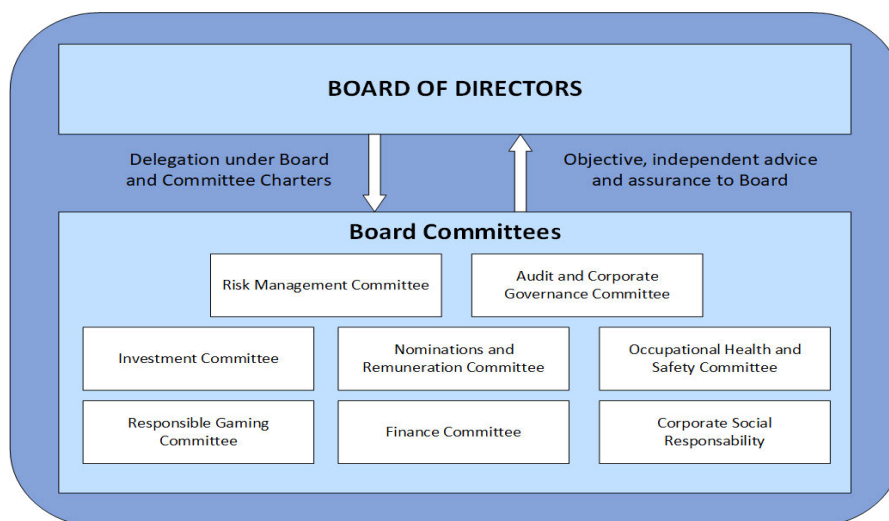 BOARD OF DIRECTORS
Delegation under Board
and Committee Charters
Objective, independent advice
and assurance to Board
Board Committees
Risk Management Committee
Audit and Corporate
Governance Committee
Investment Committee
Nominations and
Remuneration Committee
Occupational Health and
Safety Committee
Responsible Gaming
Committee
Finance Committee
Corporate Social
Responsability